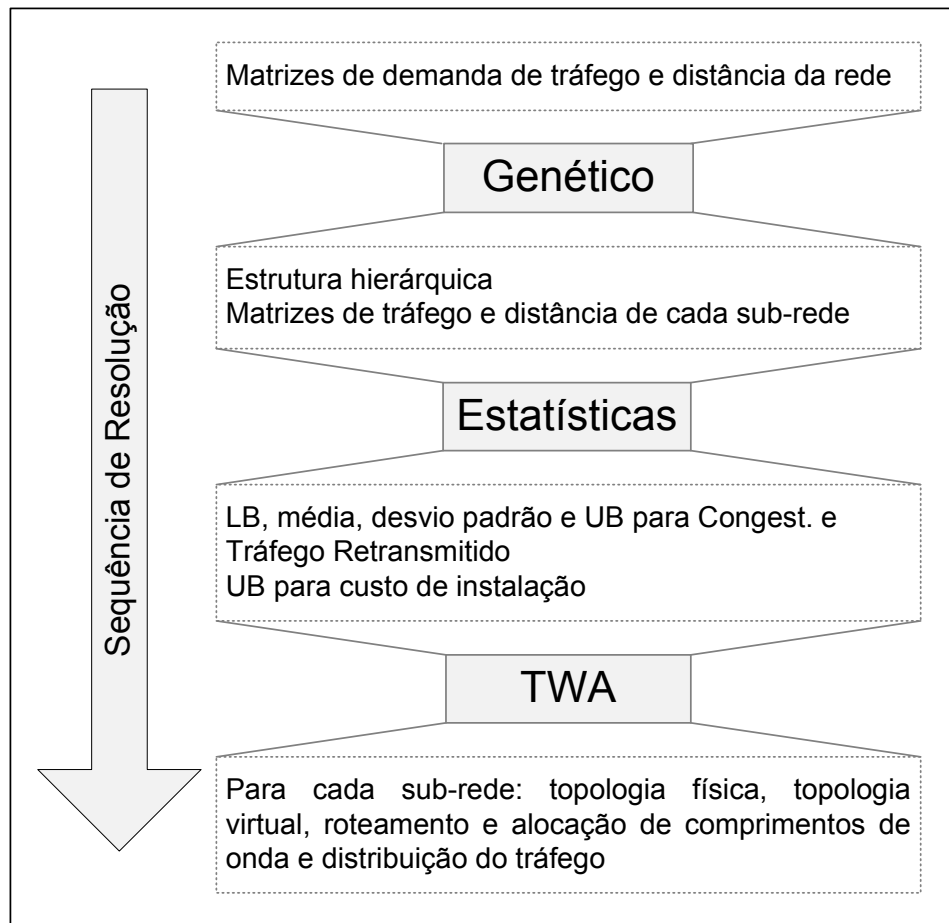 Matrizes de demanda de tráfego e distância da rede
Genético
Estrutura hierárquica
Matrizes de tráfego e distância de cada sub-rede
Estatísticas
LB, média, desvio padrão e UB para Congest. e
Tráfego Retransmitido
UB para custo de instalação
TWA
Para cada sub-rede: topologia física, topologia
virtual, roteamento e alocação de comprimentos de
onda e distribuição do tráfego
Sequência de Resolução